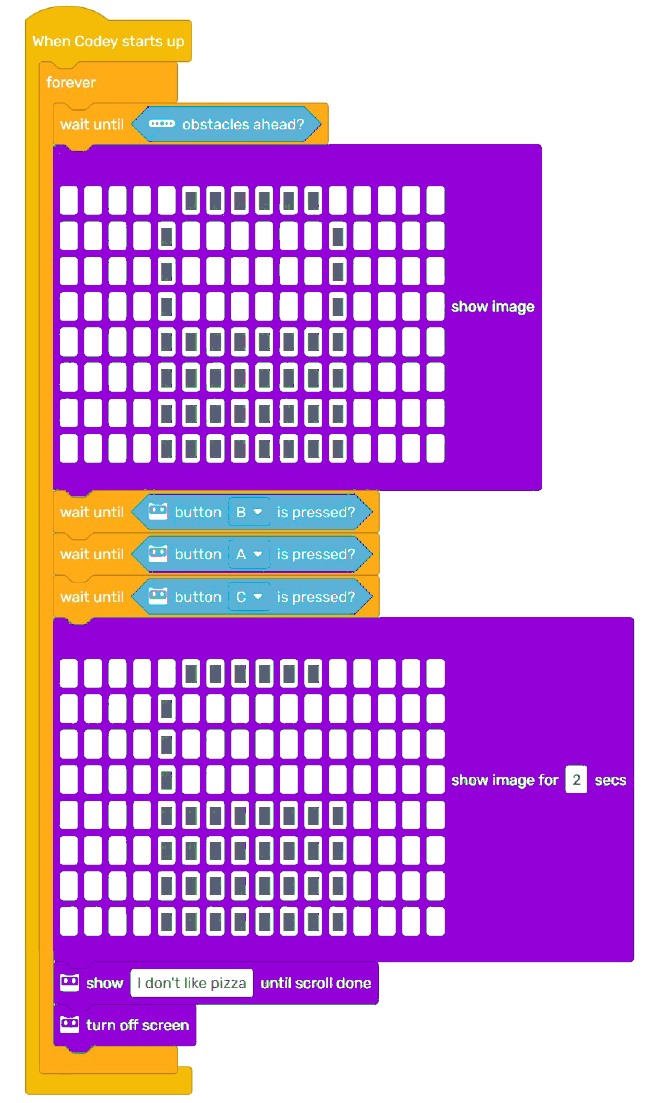 When Codey starts up
forever
wait until obstacles ahead?
show image
wait until button B is pressed?
wait until button A is pressed?
wait until button C is pressed?
show image for 2 secs
show I don't like pizza until scroll done
turn off screen